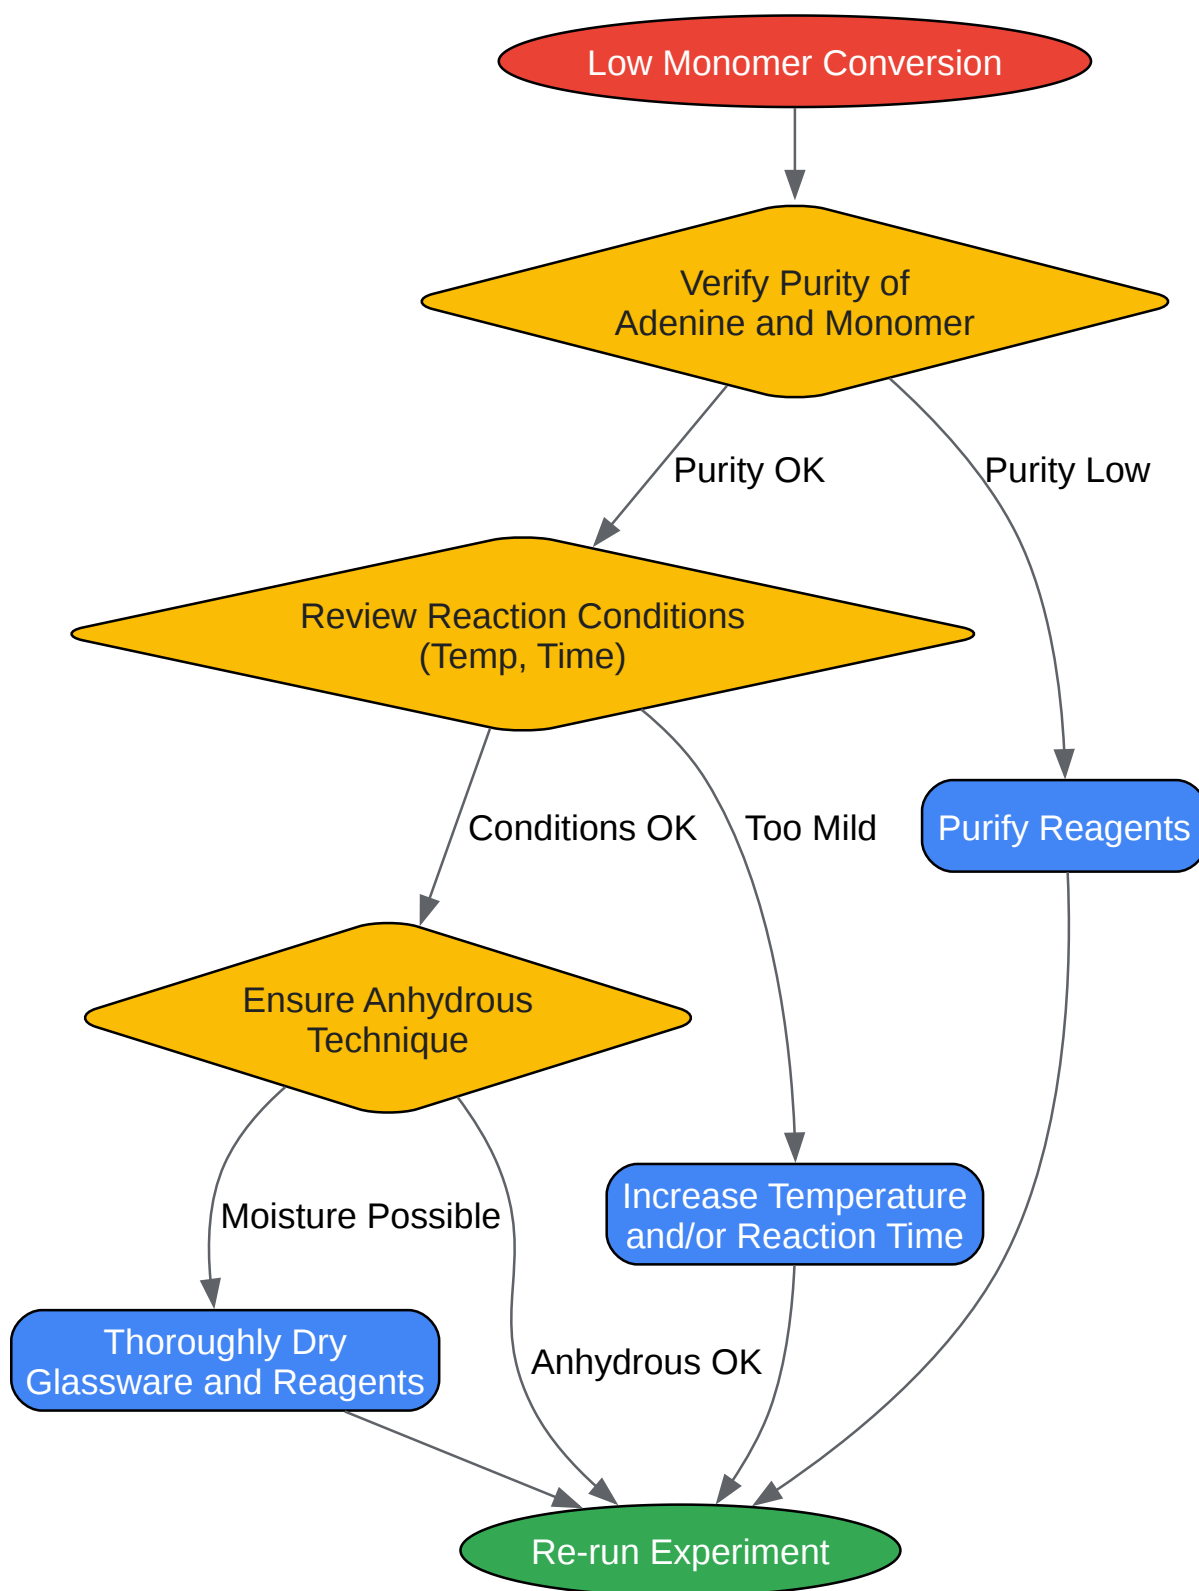 Low Monomer Conversion
Verify Purity of
Adenine and Monomer
Purity OK
Purity Low
Review Reaction Conditions
(Temp, Time)
Conditions OK
Too Mild
Purify Reagents
Ensure Anhydrous
Technique
Moisture Possible
Increase Temperature
and/or Reaction Time
Thoroughly Dry
Glassware and Reagents
Anhydrous OK
Re-run Experiment